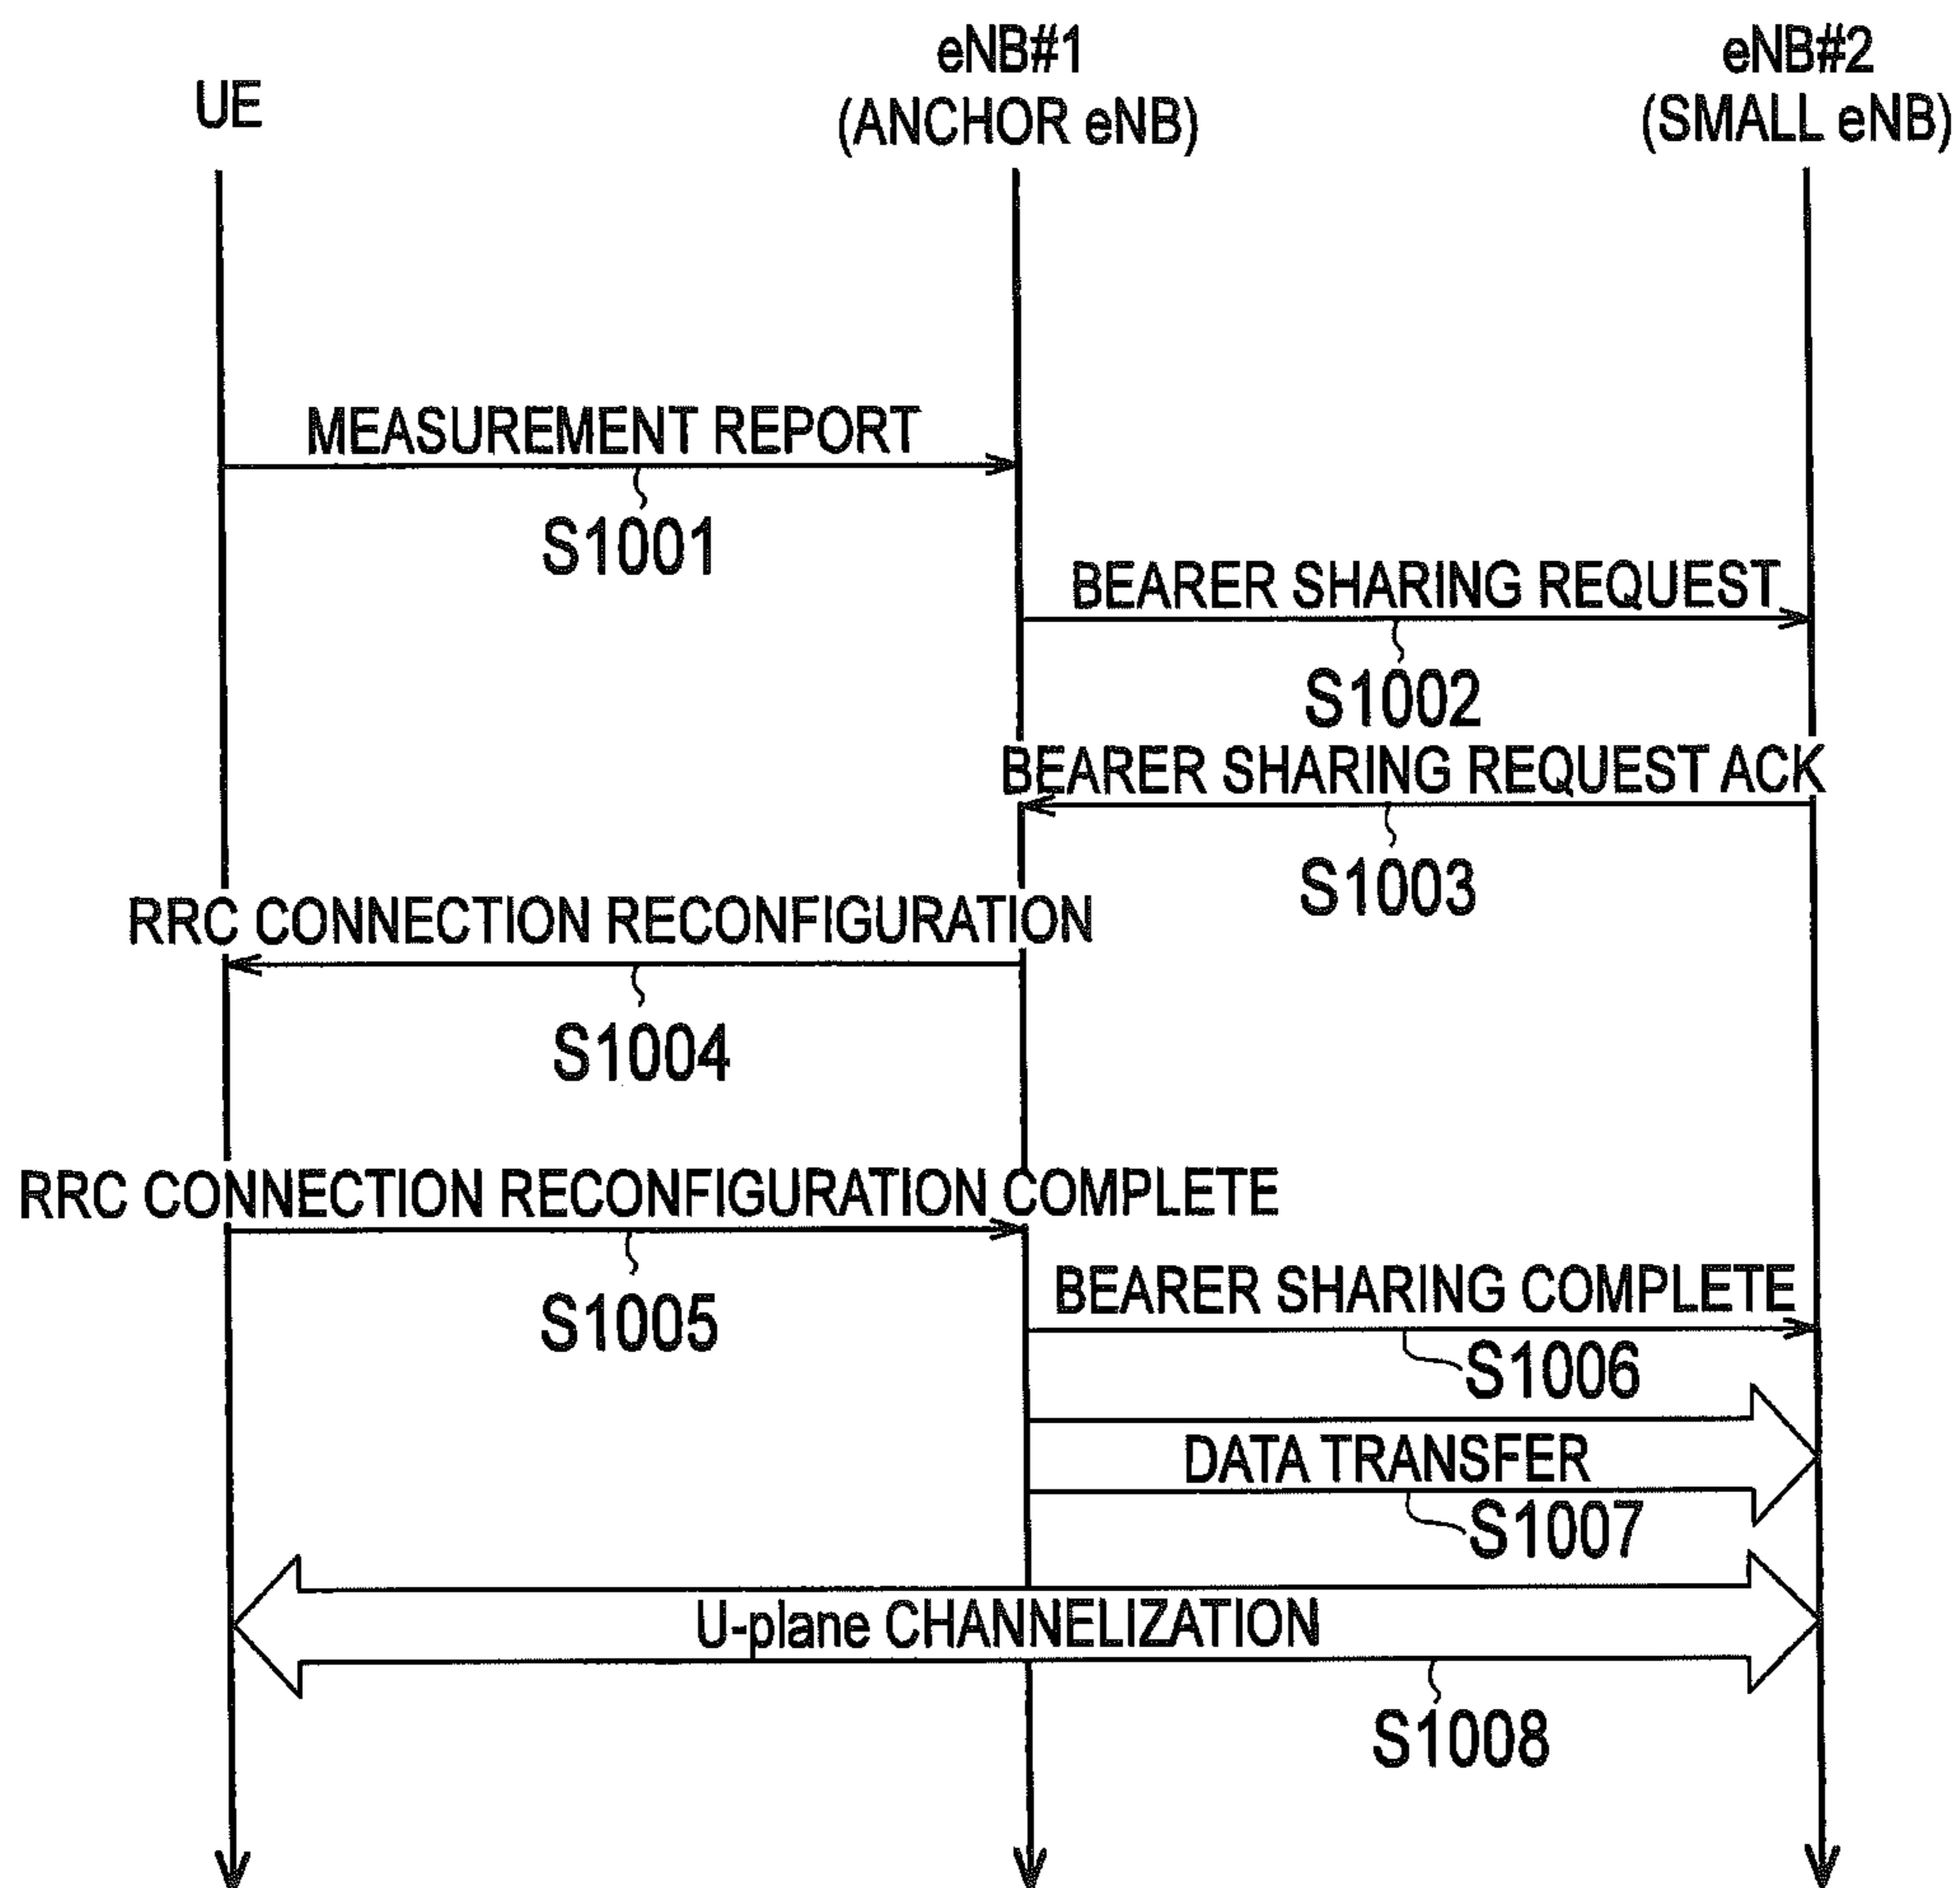 UE
eNB#1
(ANCHOR eNB)
eNB#2
(SMALL eNB)
MEASUREMENT REPORT
S1001
BEARER SHARING REQUEST
S1002
BEARER SHARING REQUEST ACK
S1003
RRC CONNECTION RECONFIGURATION
S1004
RRC CONNECTION RECONFIGURATION COMPLETE
S1005
BEARER SHARING COMPLETE
S1006
DATA TRANSFER
S1007
U-plane CHANNELIZATION
S1008